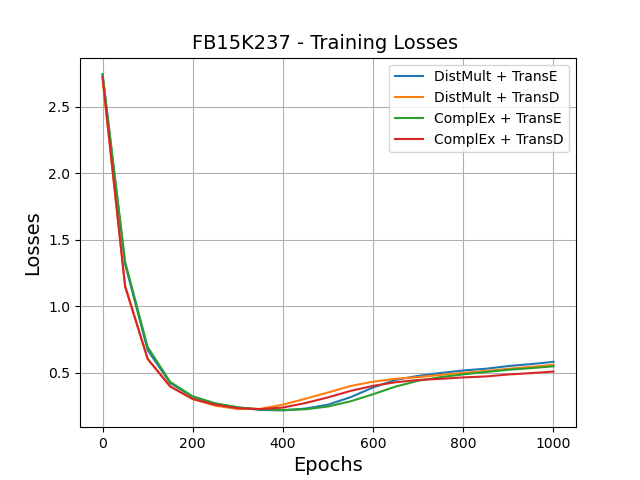 FB15K237 - Training Losses
DistMult + TransE
DistMult + TransD
ComplEx + TransE
ComplEx + TransD
Losses
2.5
2.0
1.5
1.0
0.5
0
200
400
600
800
1000
Epochs